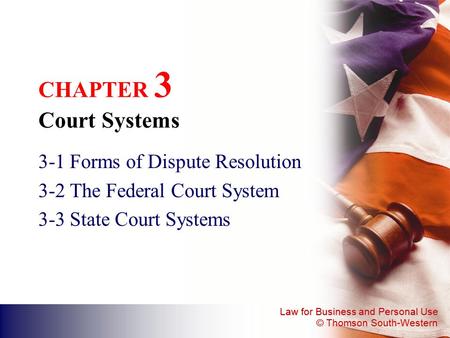 CHAPTER 3
Court Systems
3-1 Forms of Dispute Resolution
3-2 The Federal Court System
3-3 State Court Systems
Law for Business and Personal Use
© Thomson South-Western